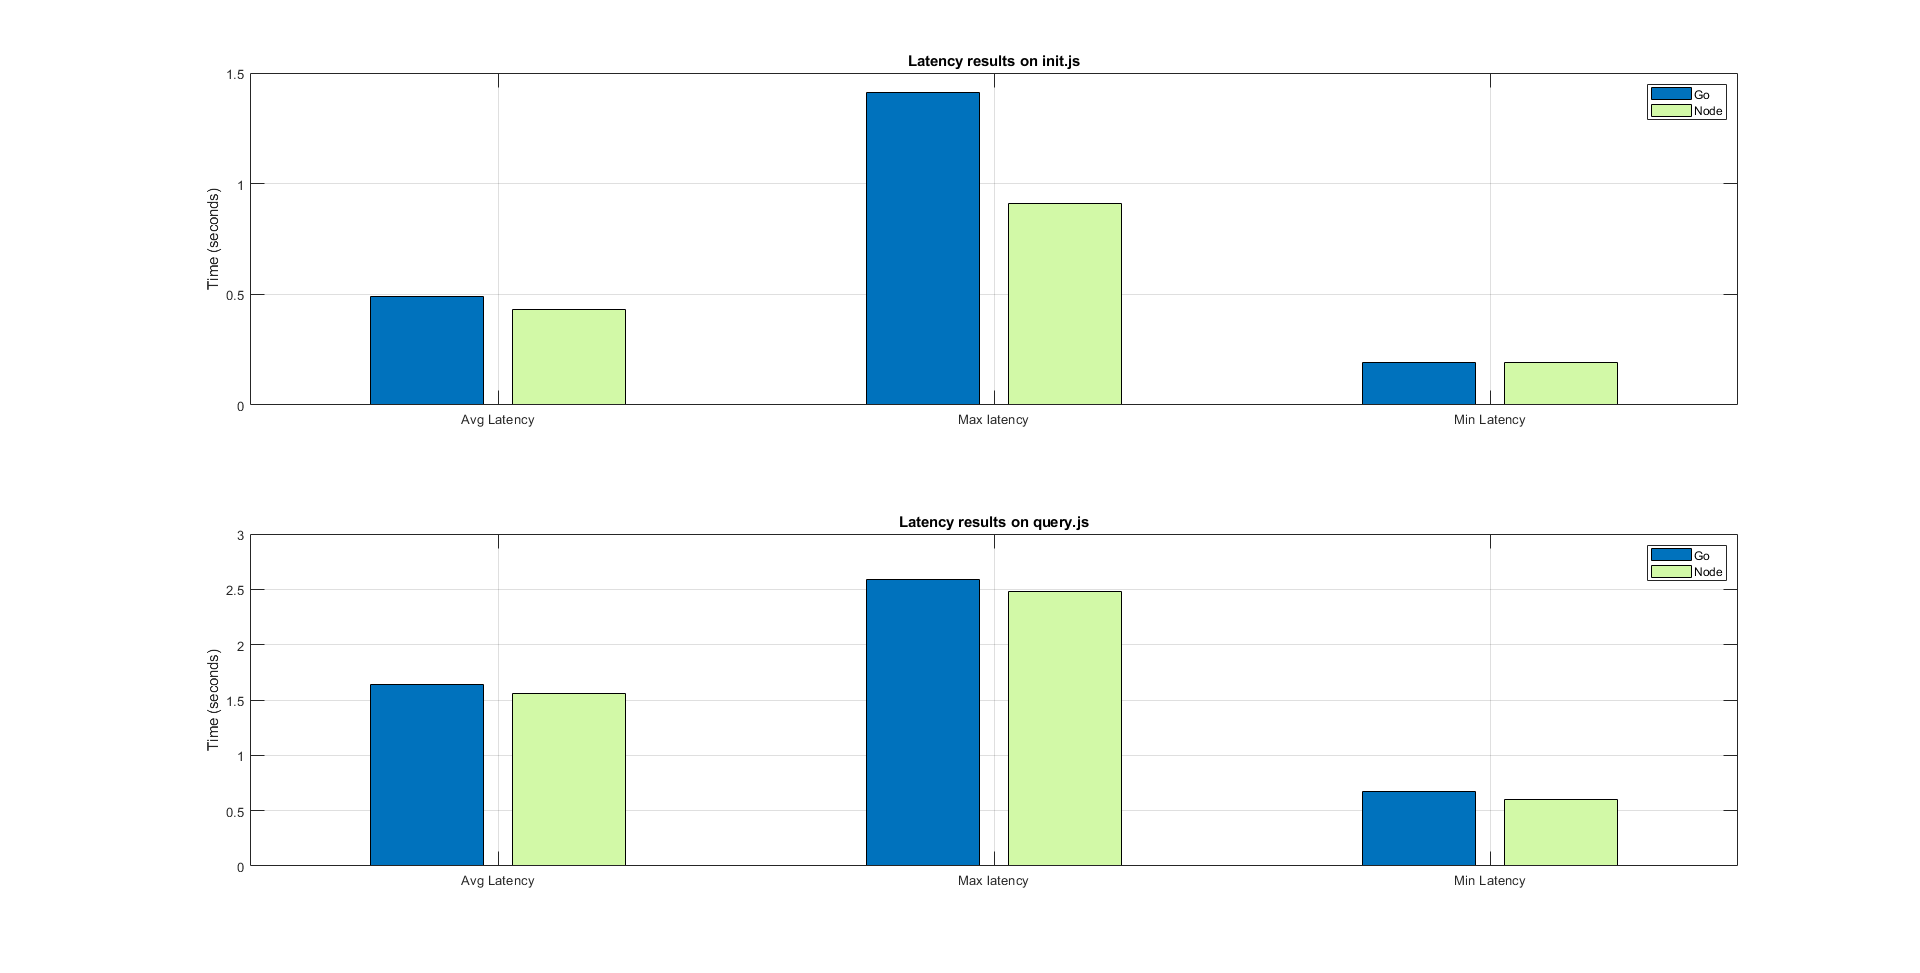 Latency results on init.js
1.5
1
0.5
0
Time (seconds)
Go
Node
Avg Latency
Max latency
Min Latency
Latency results on query.js
3
2.5
2
1.5
1
0.5
0
Time (seconds)
Go
Node
Avg Latency
Max latency
Min Latency